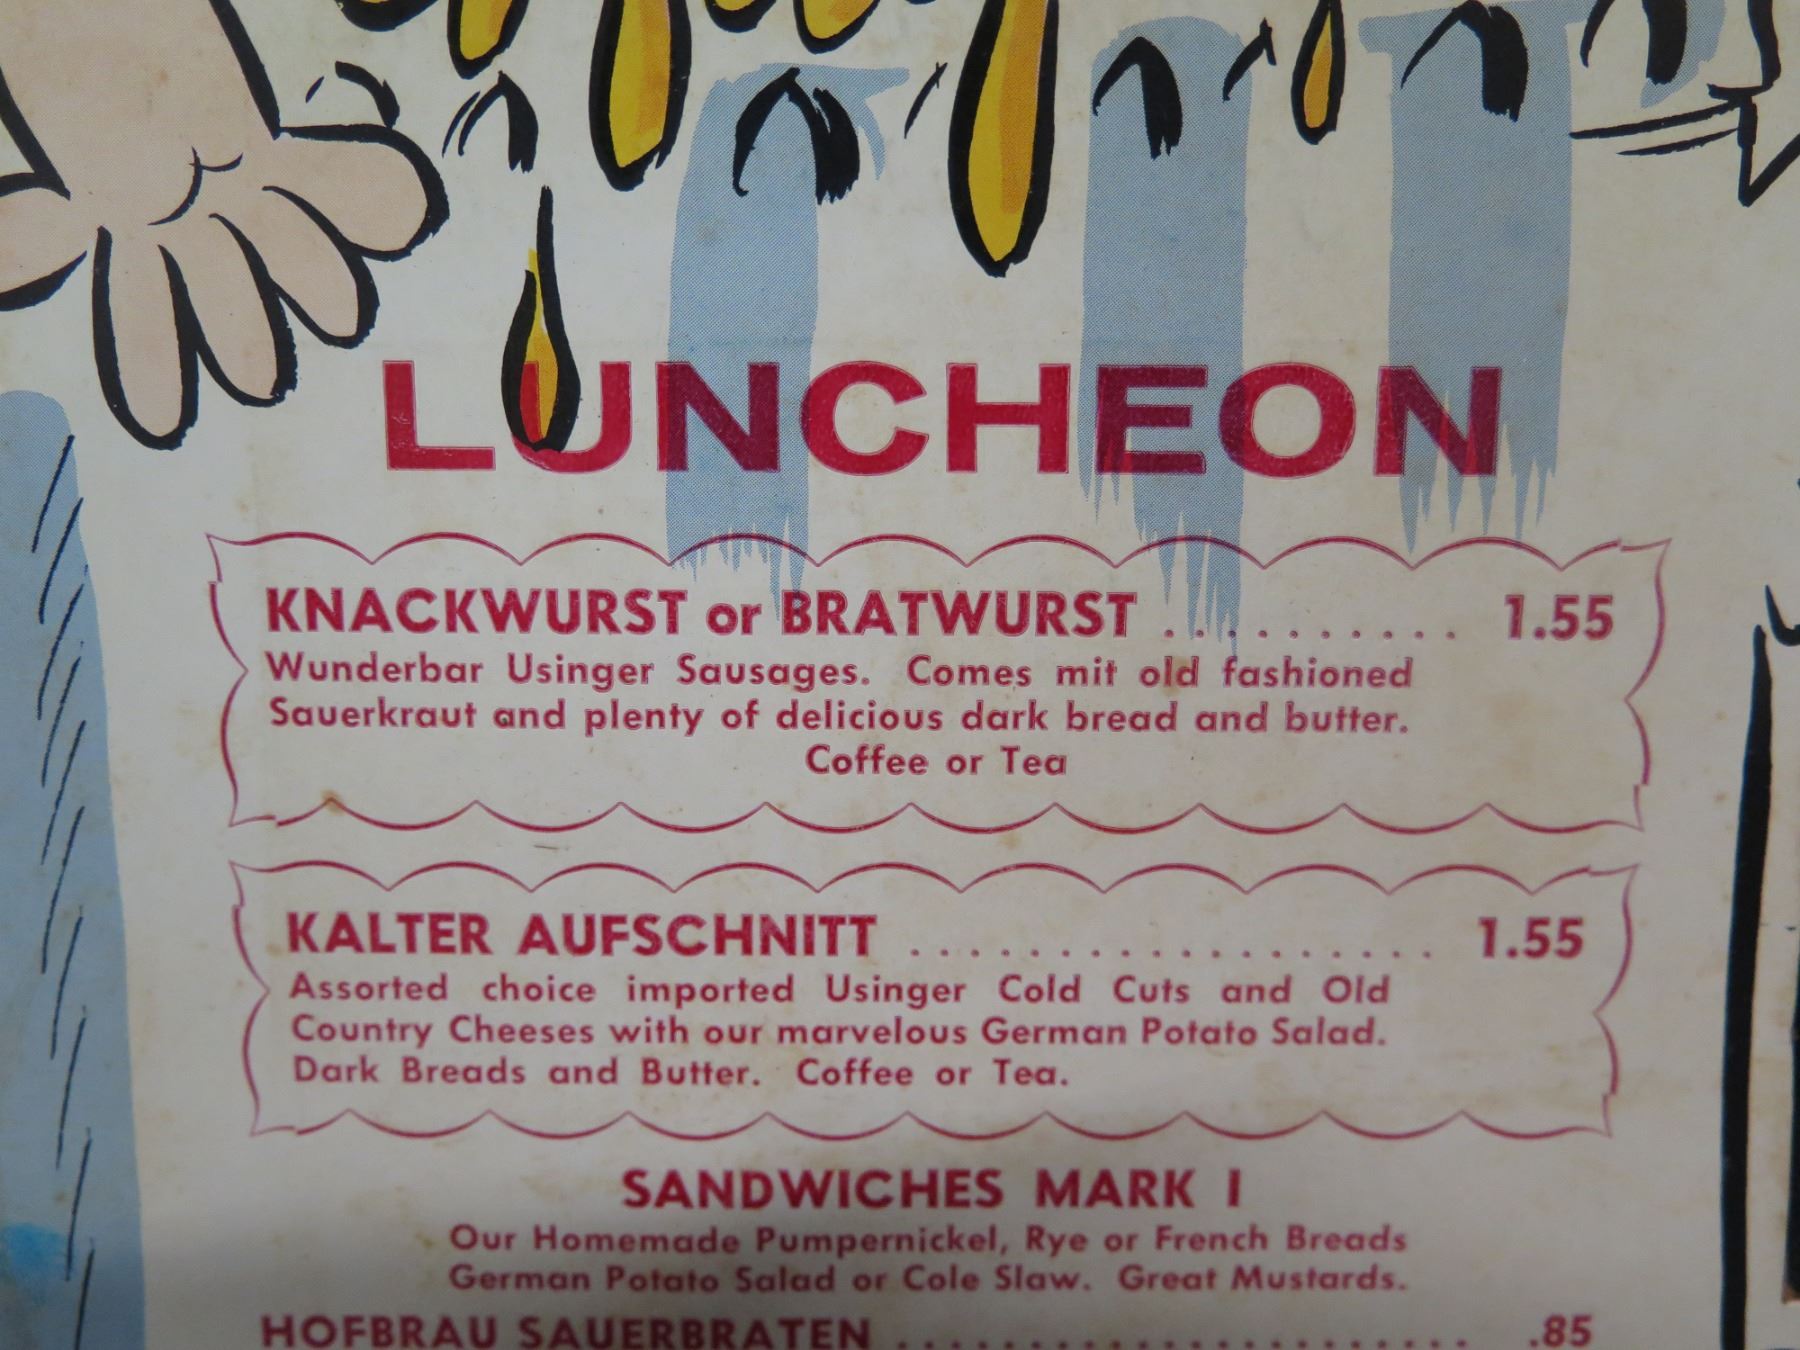 LUNCHEON
KNACKWURST or BRATWURST . . . . . . . . . . . 1.55
Wunderbar Usinger Sausages. Comes mit old fashioned
Sauerkraut and plenty of delicious dark bread and butter.
Coffee or Tea
KALTER AUFSCHNITT . . . . . . . . . . . . . . . . . . . 1.55
Assorted choice imported Usinger Cold Cuts and Old
Country Cheeses with our marvelous German Potato Salad.
Dark Breads and Butter. Coffee or Tea.
SANDWICHES MARK I
Our Homemade Pumpernickel, Rye or French Breads
German Potato Salad or Cole Slaw. Great Mustards.
HOFBRAU SAUERBRATEN . . . . . . . . . . . . . . . . . . . . .85